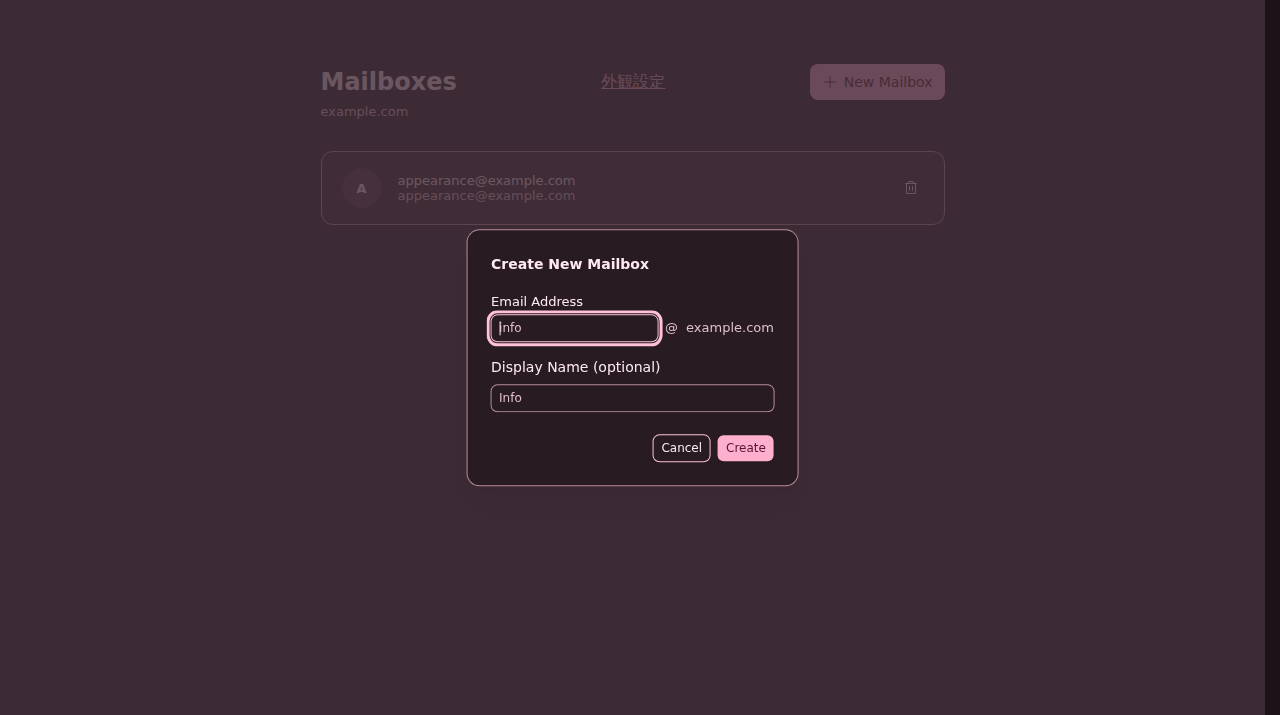 Mailboxes
外観設定
New Mailbox
example.com
A
appearance@example.com
appearance@example.com
Create New Mailbox
Email Address
info
@ example.com
Display Name (optional)
Info
Cancel
Create